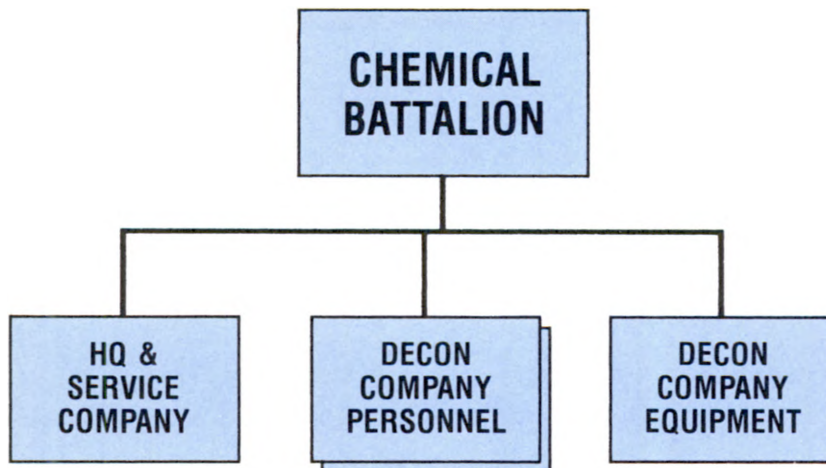 CHEMICAL
BATTALION
HQ &
SERVICE
COMPANY
DECON
COMPANY
PERSONNEL
DECON
COMPANY
EQUIPMENT